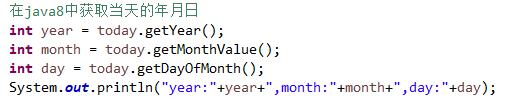 在java8中获取当天的年月日
int year = today.getYear();
int month = today.getMonthValue();
int day = today.getDayOfMonth();
System.out.println("year:"+year+",month:"+month+",day:"+day);